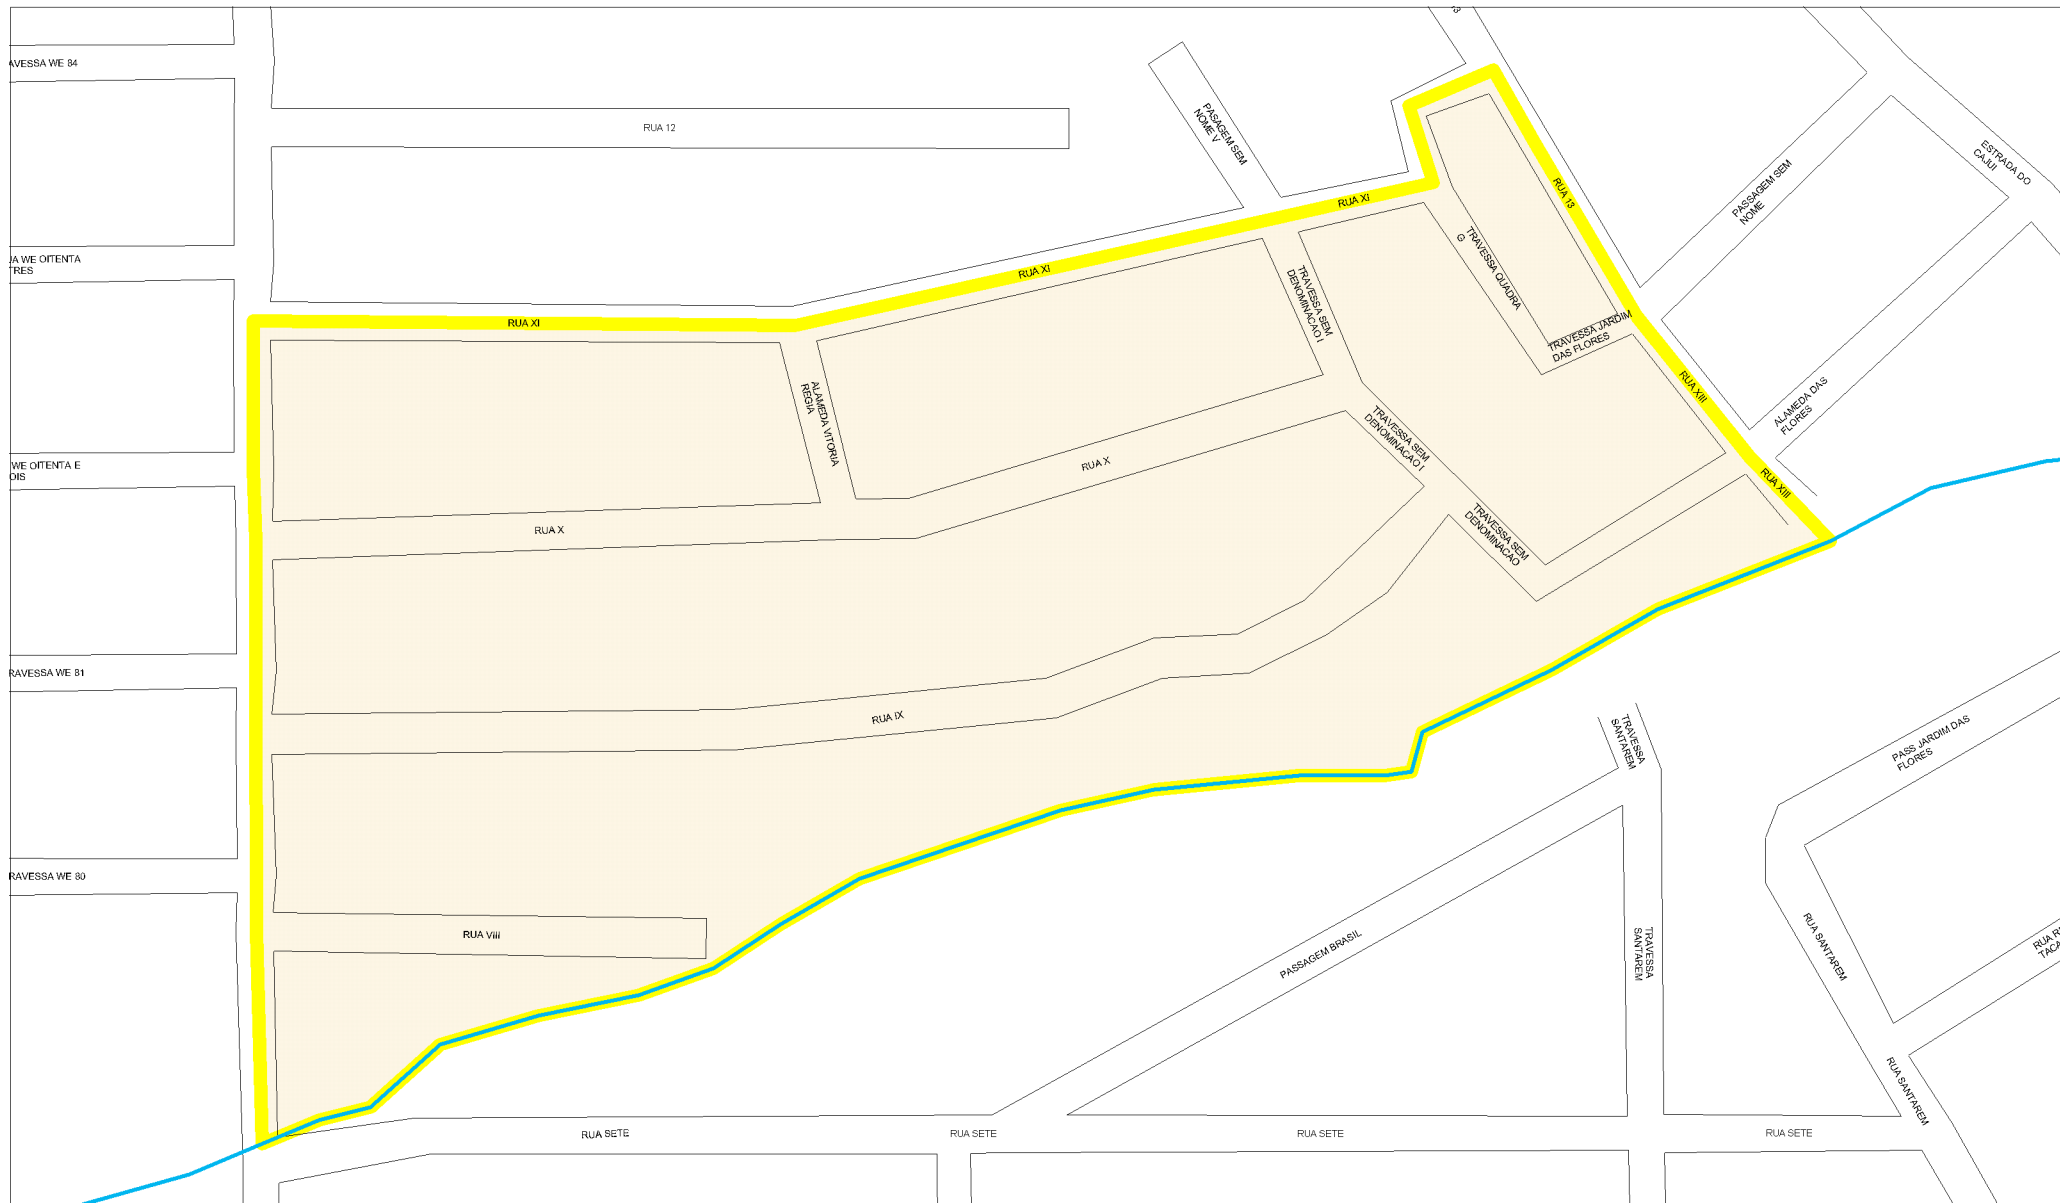 AVESSA WE 84
RUA 12
PASAGEM SEM
NOME V
ESTRADA DO
CAJUI
PASSAGEM SEM
NOME
RUA 13
RUA XI
RUA XI
RUA XI
TRAVESSA QUADRA
G
TRAVESSA SEM
DENOMINACAO I
TRAVESSA JARDIM
DAS FLORES
WE OITENTA
TRES
ALAMEDA VITORIA
REGIA
RUA XIII
ALAMEDA DAS
FLORES
TRAVESSA SEM
DENOMINACAO I
WE OITENTA E
OIS
RUA X
RUA X
RUA XIII
TRAVESSA SEM
DENOMINACAO
RAVESSA WE 81
RUA IX
TRAVESSA
SANTAREM
PASS JARDIM DAS
FLORES
RAVESSA WE 80
RUA VIII
PASSAGEM BRASIL
TRAVESSA
SANTAREM
RUA SANTAREM
RUA R
TACA
RUA SANTAREM
RUA SETE
RUA SETE
RUA SETE
RUA SETE